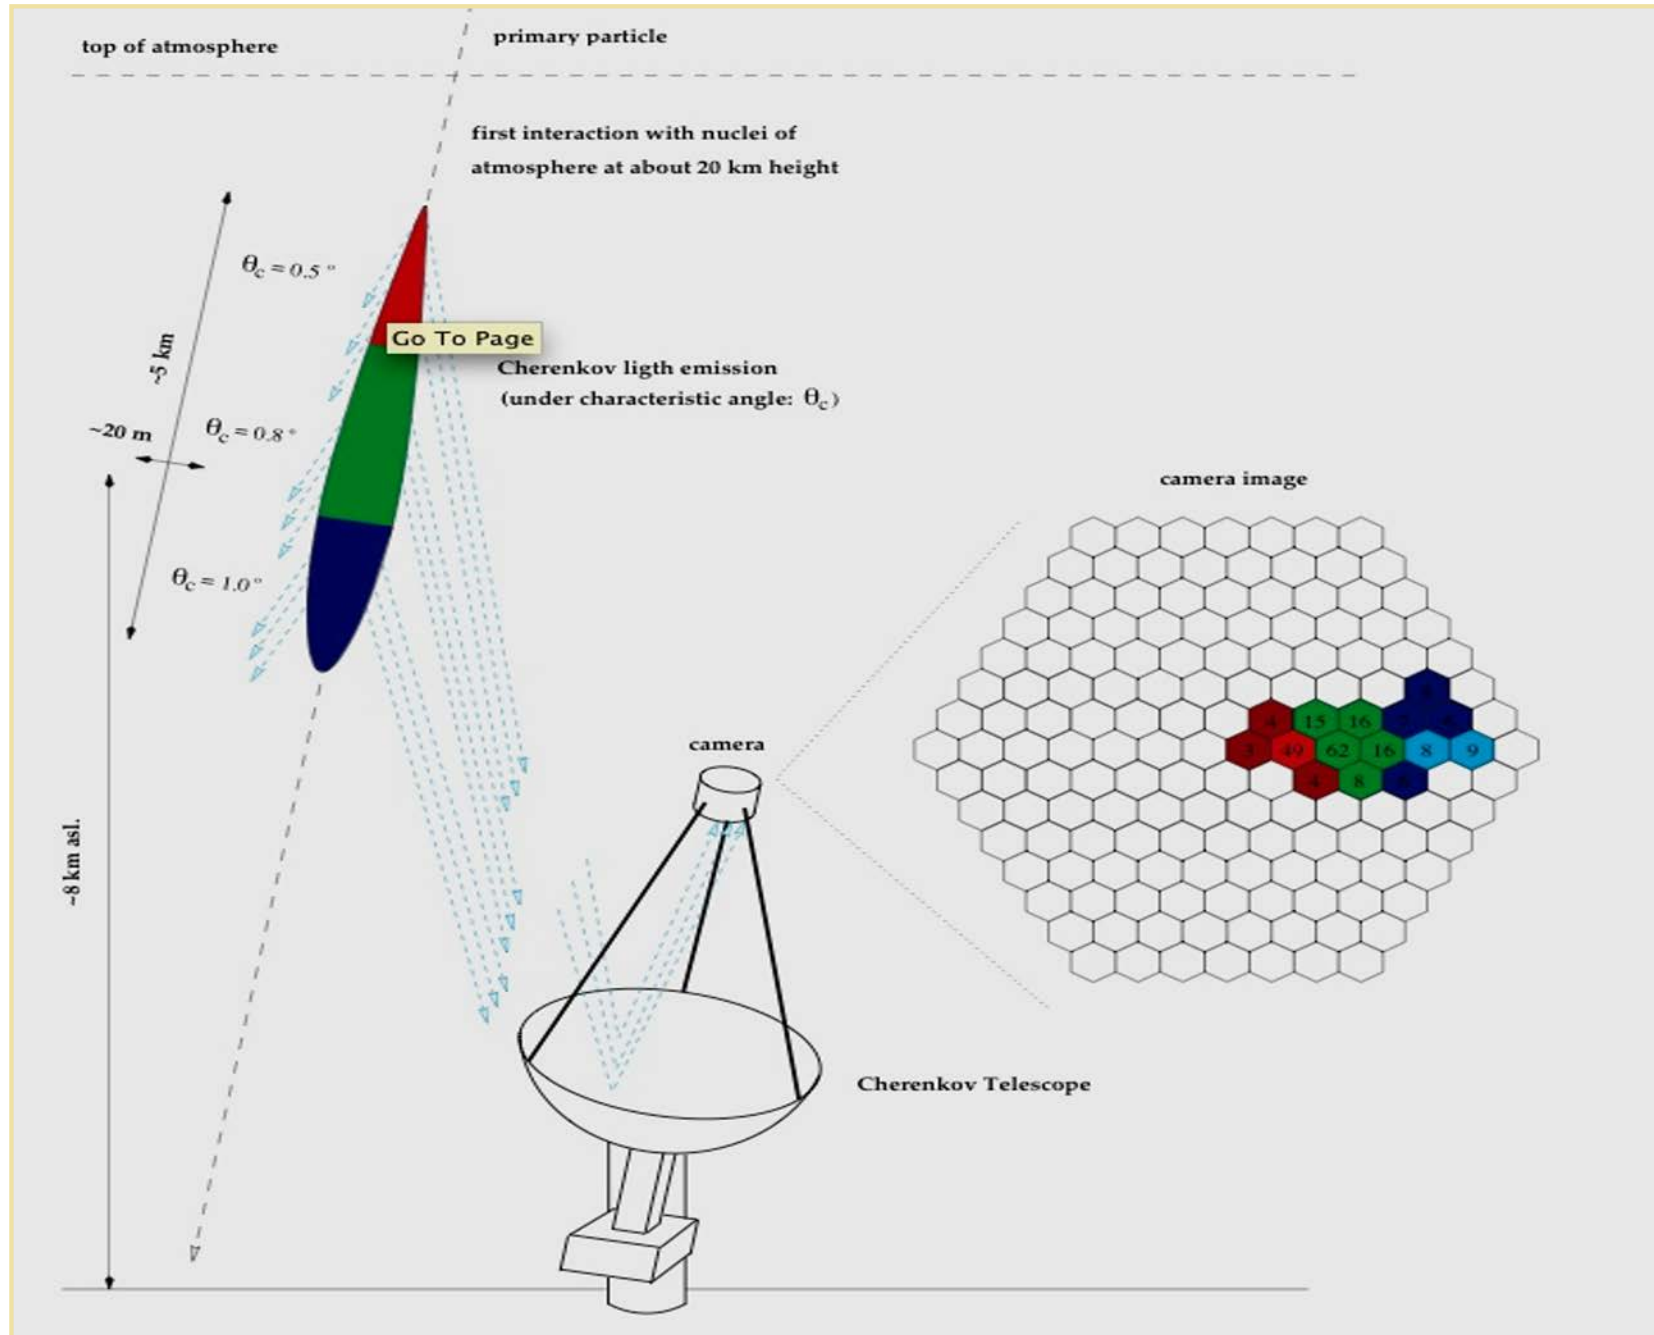 top of atmosphere
primary particle
first interaction with nuclei of
atmosphere at about 20 km height
θc = 0.5 °
Go To Page
~5 km
Cherenkov ligth emission
(under characteristic angle: θc)
~20 m
θc = 0.8 °
θc = 1.0 °
camera image
camera
4 15 16
3 49 62 16 8 9
4 8
~8 km asl.
Cherenkov Telescope